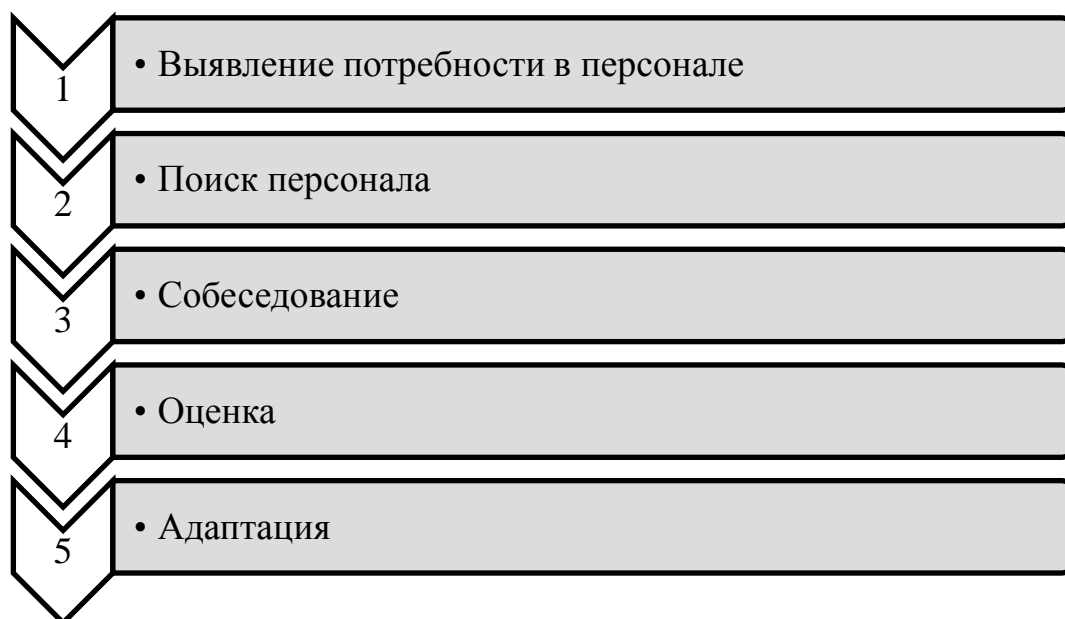 1
• Выявление потребности в персонале
2
• Поиск персонала
3
• Собеседование
4
• Оценка
5
• Адаптация